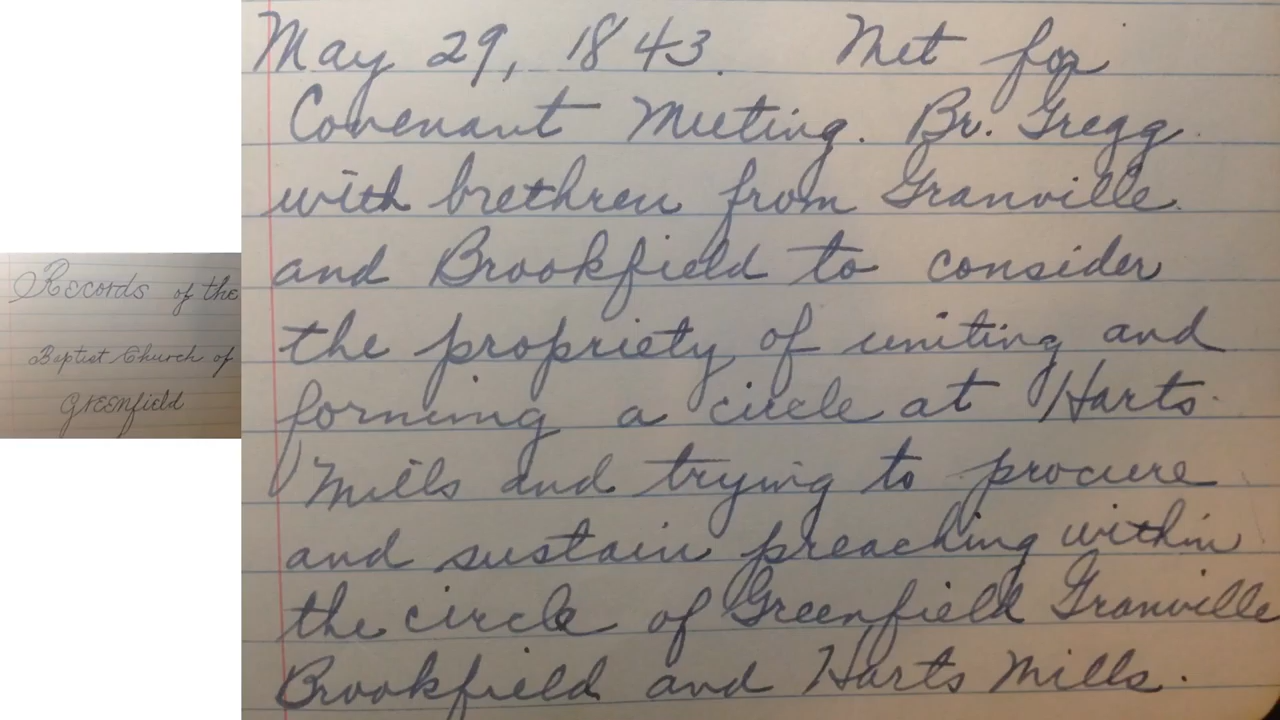 Records of the
Baptist Church of
Greenfield
May 29, 1843. Met for
Covenant Meeting. Br. Gregg
with brethren from Granville
and Brookfield to consider
the propriety of uniting and
forming a circle at Harts
Mills and trying to procure
and sustain preaching within
the circle of Greenfield Granville
Brookfield and Harts Mills.